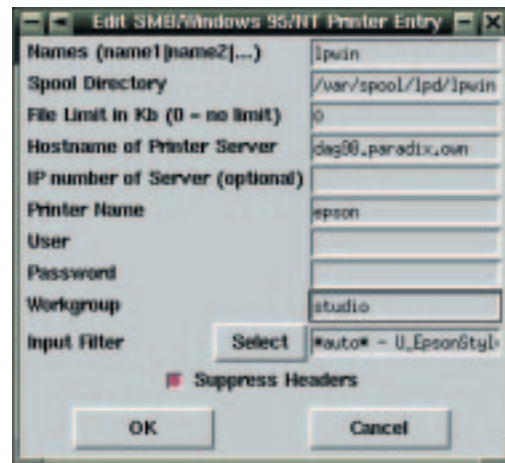 Edit SMB/Windows 95/NT Printer Entry
Names (name1|name2|...) lpwin
Spool Directory /var/spool/lpd/lpwin
File Limit in Kb (0 = no limit) 0
Hostname of Printer Server dag98.paradix.own
IP number of Server (optional)
Printer Name epson
User
Password
Workgroup studio
Input Filter Select *auto* - U_EpsonStyl
Suppress Headers
OK Cancel